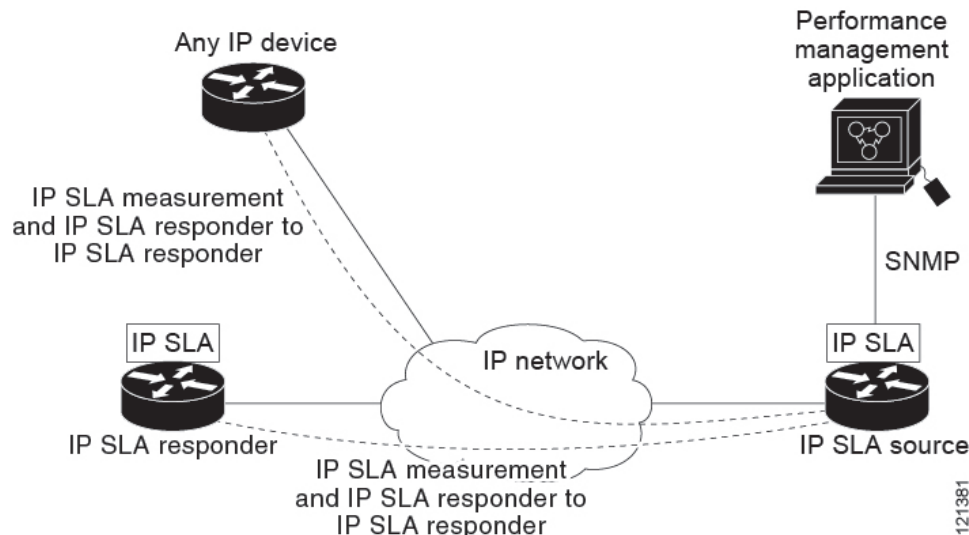 Any IP device
Performance
management
application
IP SLA measurement
and IP SLA responder to
IP SLA responder
SNMP
IP SLA
IP network
IP SLA
IP SLA responder
IP SLA source
IP SLA measurement
and IP SLA responder to
IP SLA responder
121381